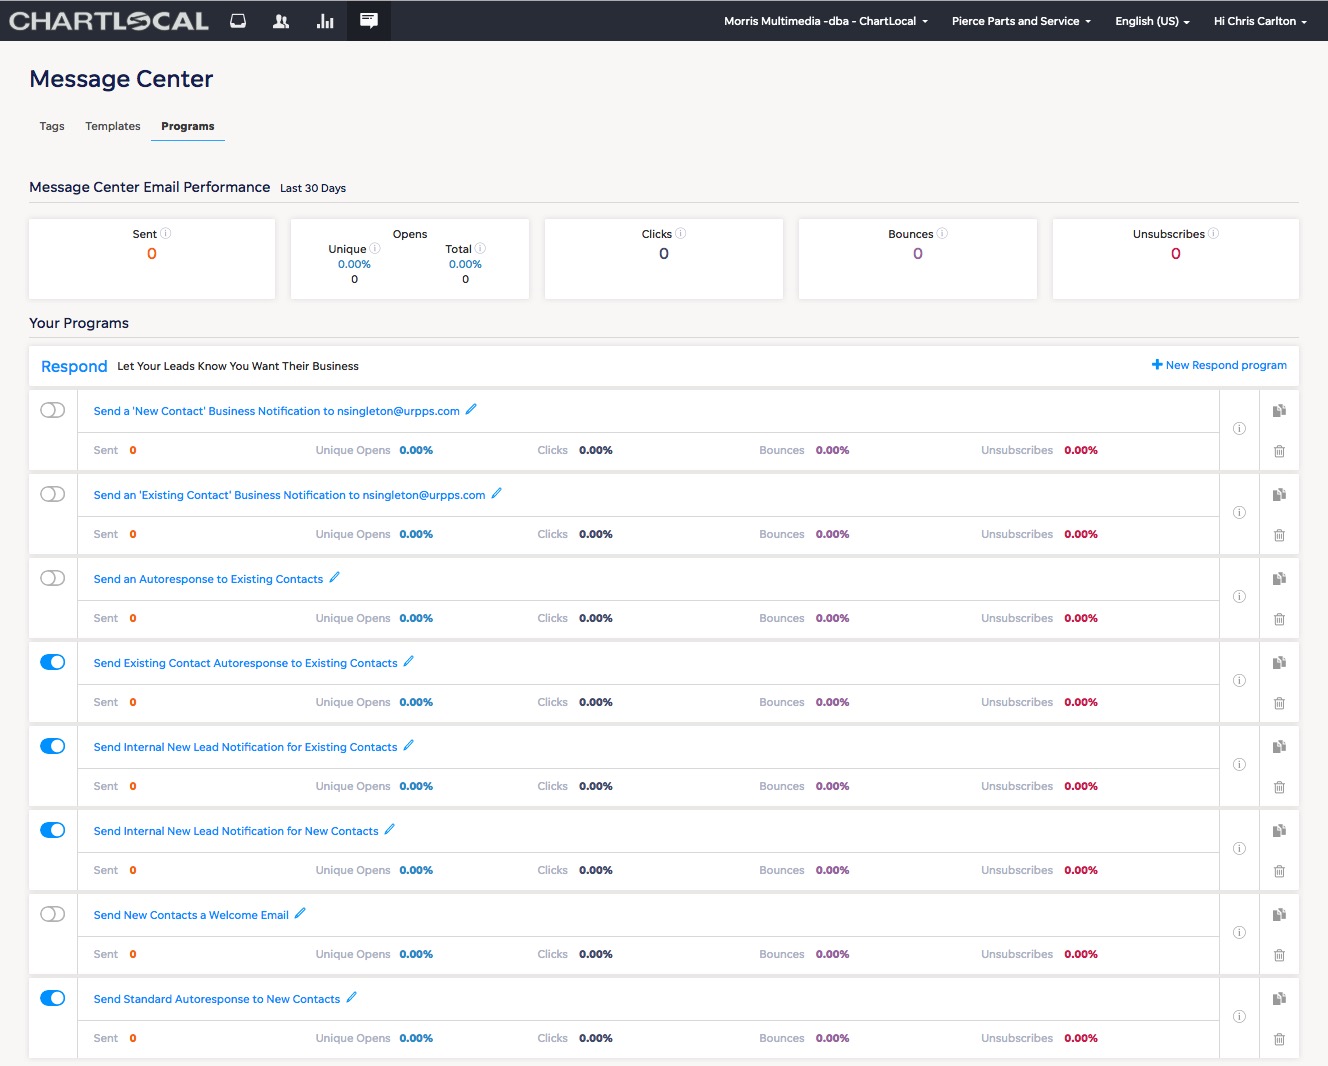 CHARTLOCAL
Morris Multimedia -dba - ChartLocal
Pierce Parts and Service
English (US)
Hi Chris Carlton
Message Center
Tags Templates Programs
Message Center Email Performance Last 30 Days
Sent
0
Opens
Unique Total
0.00% 0.00%
0 0
Clicks
0
Bounces
0
Unsubscribes
0
Your Programs
Respond Let Your Leads Know You Want Their Business + New Respond program
Send a 'New Contact' Business Notification to nsingleton@urpps.com
Sent 0 Unique Opens 0.00% Clicks 0.00% Bounces 0.00% Unsubscribes 0.00%
Send an 'Existing Contact' Business Notification to nsingleton@urpps.com
Sent 0 Unique Opens 0.00% Clicks 0.00% Bounces 0.00% Unsubscribes 0.00%
Send an Autoresponse to Existing Contacts
Sent 0 Unique Opens 0.00% Clicks 0.00% Bounces 0.00% Unsubscribes 0.00%
Send Existing Contact Autoresponse to Existing Contacts
Sent 0 Unique Opens 0.00% Clicks 0.00% Bounces 0.00% Unsubscribes 0.00%
Send Internal New Lead Notification for Existing Contacts
Sent 0 Unique Opens 0.00% Clicks 0.00% Bounces 0.00% Unsubscribes 0.00%
Send Internal New Lead Notification for New Contacts
Sent 0 Unique Opens 0.00% Clicks 0.00% Bounces 0.00% Unsubscribes 0.00%
Send New Contacts a Welcome Email
Sent 0 Unique Opens 0.00% Clicks 0.00% Bounces 0.00% Unsubscribes 0.00%
Send Standard Autoresponse to New Contacts
Sent 0 Unique Opens 0.00% Clicks 0.00% Bounces 0.00% Unsubscribes 0.00%